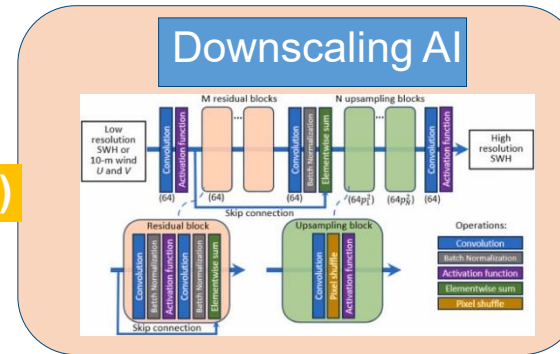 Downscaling AI
)
M residual blocks
N upsampling blocks
...
...
Low
resolution
SWH or
10-m wind
U and V
Convolution
Activation function
Convolution
Batch Normalization
Elementwise sum
Convolution
Activation function
High
resolution
SWH
(64)
(64)
(64)
(64p₁²)
(64p_N²)
(64)
Skip connection
Residual block
Convolution
Batch Normalization
Activation function
Convolution
Batch Normalization
Elementwise sum
Skip connection
Upsampling block
Convolution
Pixel shuffle
Activation function
Operations:
Convolution
Batch Normalization
Activation function
Elementwise sum
Pixel shuffle